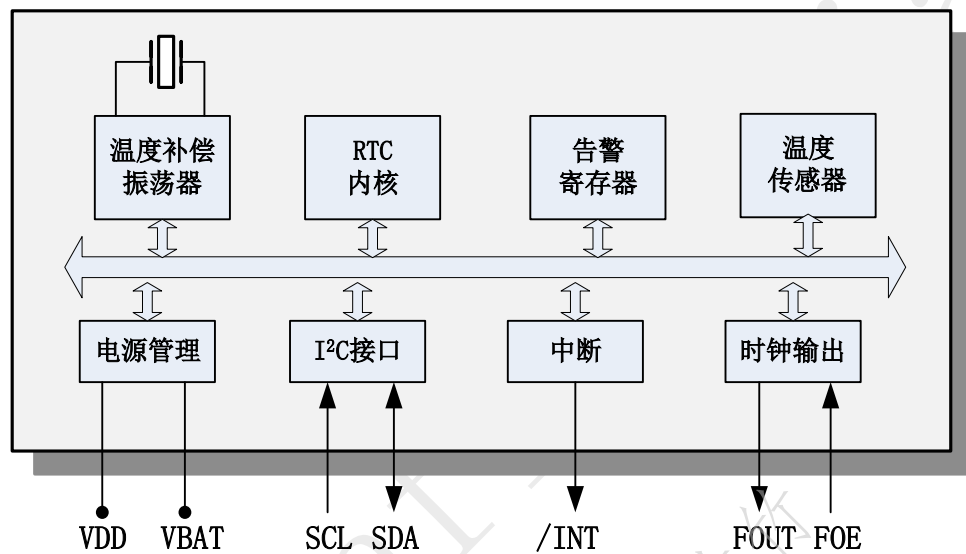 温度补偿
振荡器
RTC
内核
告警
寄存器
温度
传感器
电源管理
I²C接口
中断
时钟输出
VDD VBAT SCL SDA /INT FOUT FOE